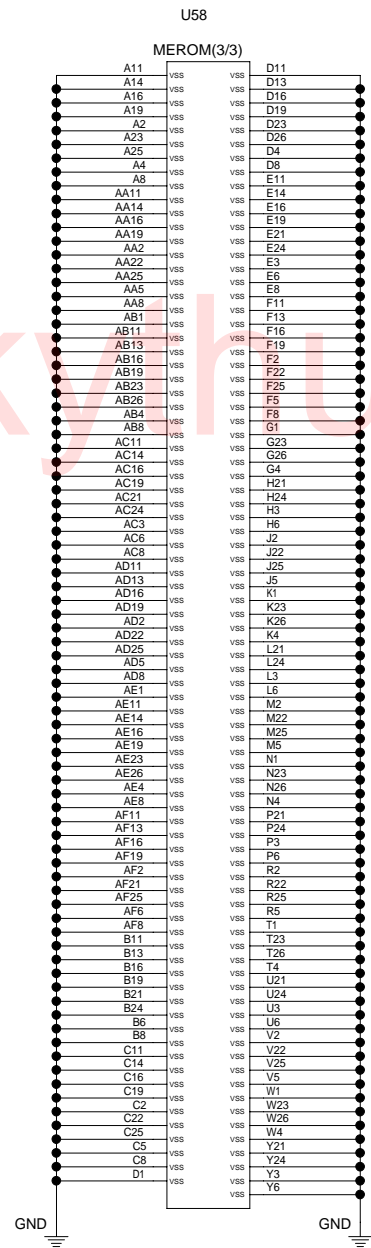 U58
MEROM(3/3)
A11 VSS VSS D11
A14 VSS VSS D13
A16 VSS VSS D16
A19 VSS VSS D19
A2 VSS VSS D23
A23 VSS VSS D26
A25 VSS VSS D4
A4 VSS VSS D8
A8 VSS VSS E11
AA11 VSS VSS E14
AA14 VSS VSS E16
AA16 VSS VSS E19
AA19 VSS VSS E21
AA2 VSS VSS E24
AA22 VSS VSS E3
AA25 VSS VSS E6
AA5 VSS VSS E8
AA8 VSS VSS F11
AB1 VSS VSS F13
AB11 VSS VSS F16
AB13 VSS VSS F19
AB16 VSS VSS F2
AB19 VSS VSS F22
AB23 VSS VSS F25
AB26 VSS VSS F5
AB4 VSS VSS F8
AB8 VSS VSS G1
AC11 VSS VSS G23
AC14 VSS VSS G26
AC16 VSS VSS G4
AC19 VSS VSS H21
AC21 VSS VSS H24
AC24 VSS VSS H3
AC3 VSS VSS H6
AC6 VSS VSS J2
AC8 VSS VSS J22
AD11 VSS VSS J25
AD13 VSS VSS J5
AD16 VSS VSS K1
AD19 VSS VSS K23
AD2 VSS VSS K26
AD22 VSS VSS K4
AD25 VSS VSS L21
AD5 VSS VSS L24
AD8 VSS VSS L3
AE1 VSS VSS L6
AE11 VSS VSS M2
AE14 VSS VSS M22
AE16 VSS VSS M25
AE19 VSS VSS M5
AE23 VSS VSS N1
AE26 VSS VSS N23
AE4 VSS VSS N26
AE8 VSS VSS N4
AF11 VSS VSS P21
AF13 VSS VSS P24
AF16 VSS VSS P3
AF19 VSS VSS P6
AF2 VSS VSS R2
AF21 VSS VSS R22
AF25 VSS VSS R25
AF6 VSS VSS R5
AF8 VSS VSS T1
B11 VSS VSS T23
B13 VSS VSS T26
B16 VSS VSS T4
B19 VSS VSS U21
B21 VSS VSS U24
B24 VSS VSS U3
B6 VSS VSS U6
B8 VSS VSS V2
C11 VSS VSS V22
C14 VSS VSS V25
C16 VSS VSS V5
C19 VSS VSS W1
C2 VSS VSS W23
C22 VSS VSS W26
C25 VSS VSS W4
C5 VSS VSS Y21
C8 VSS VSS Y24
D1 VSS VSS Y3
VSS Y6
GND GND
kythu